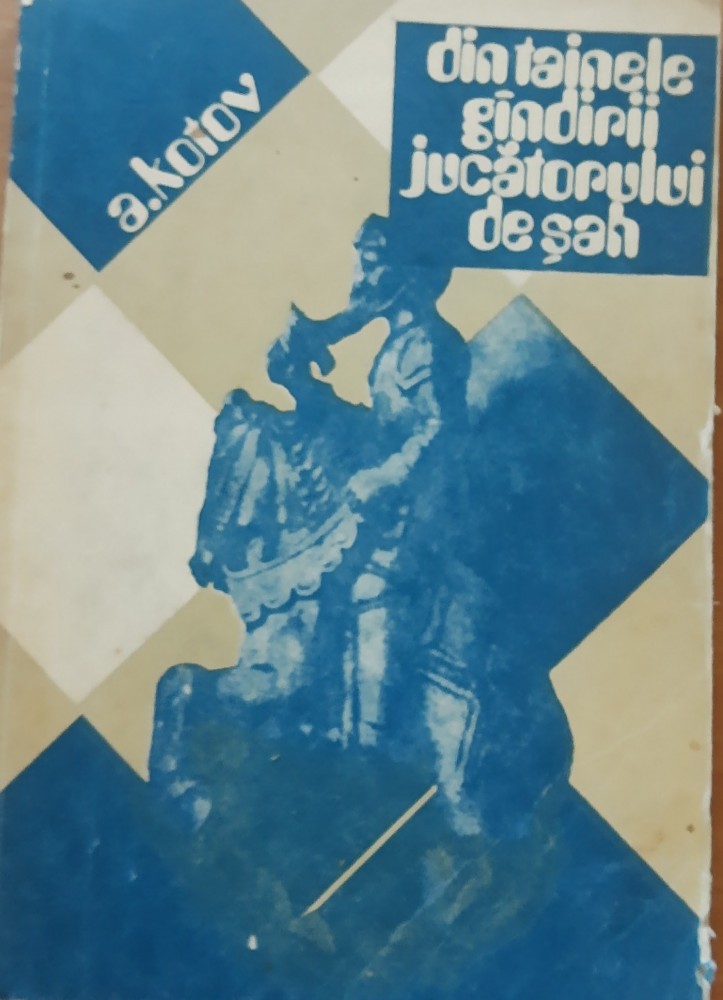 a.kotov
din tainele
gîndirii
jucătorului
de şah